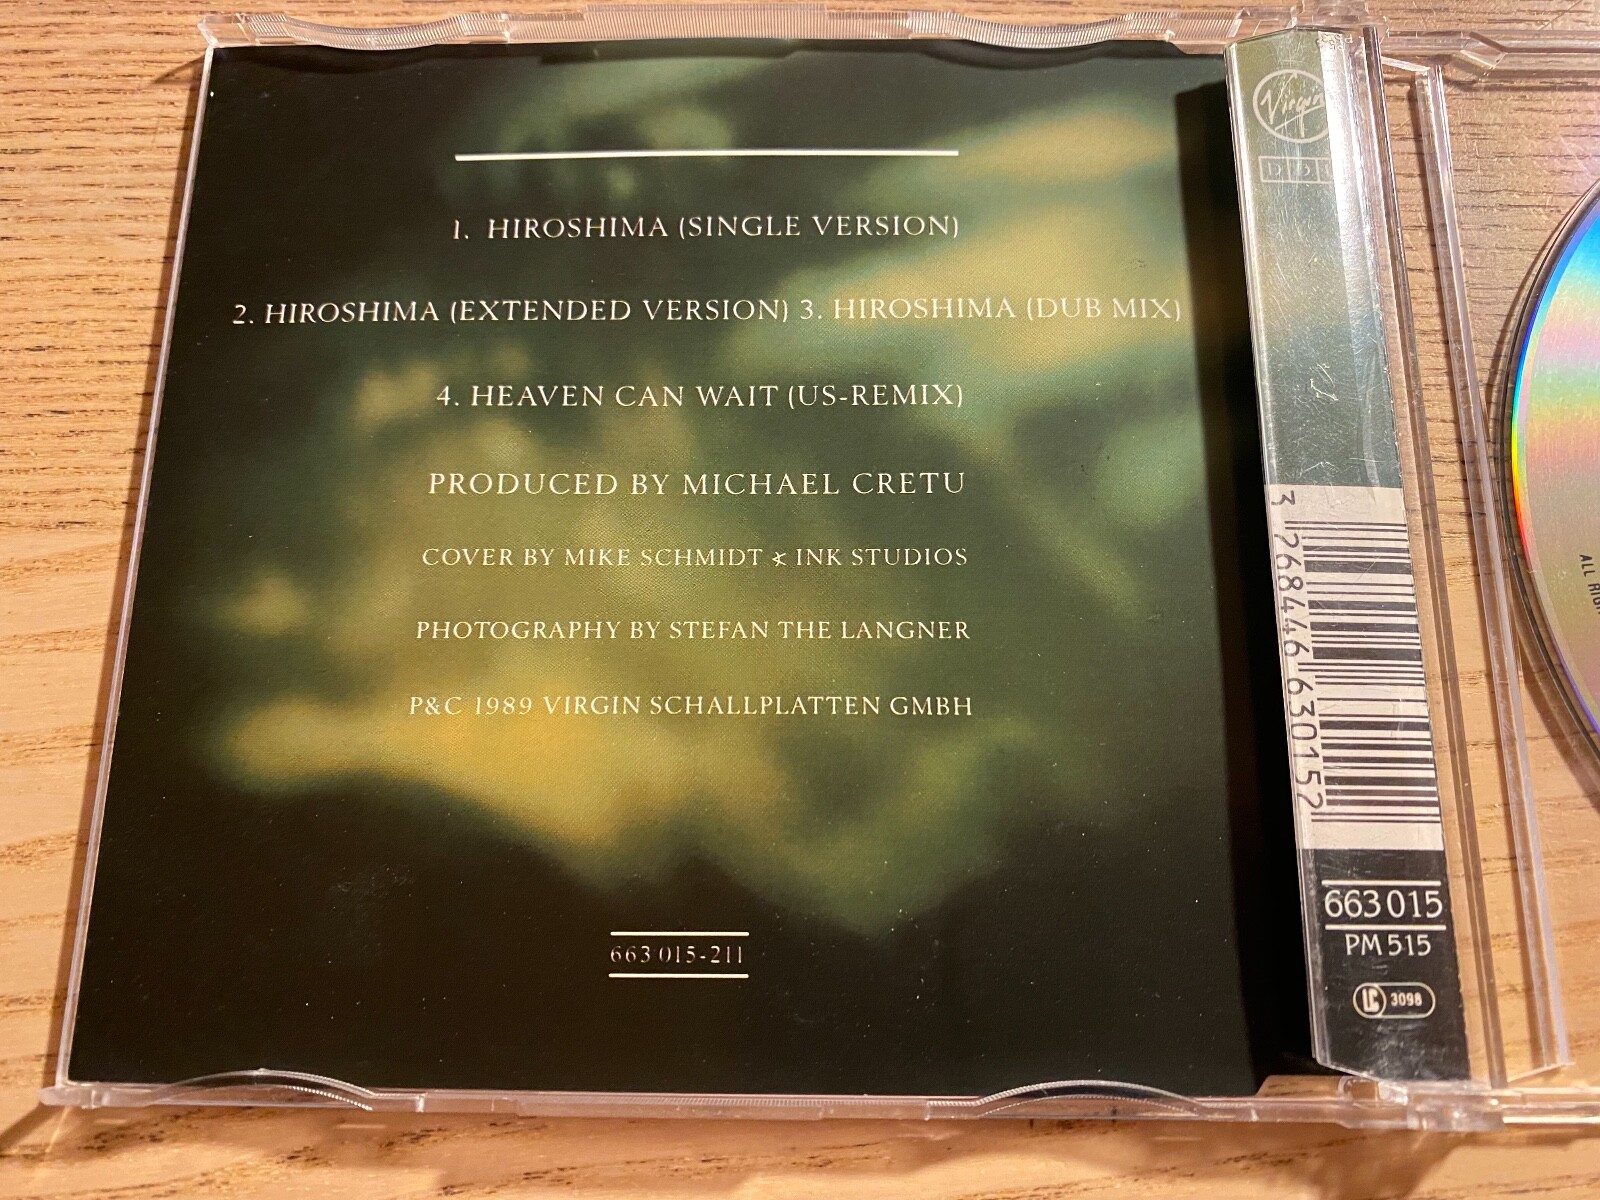 1. HIROSHIMA (SINGLE VERSION)
2. HIROSHIMA (EXTENDED VERSION) 3. HIROSHIMA (DUB MIX)
4. HEAVEN CAN WAIT (US-REMIX)
PRODUCED BY MICHAEL CRETU
COVER BY MIKE SCHMIDT & INK STUDIOS
PHOTOGRAPHY BY STEFAN THE LANGNER
P&C 1989 VIRGIN SCHALLPLATTEN GMBH
663 015-211
Virgin
3 268446 630152
663 015
PM 515
LC 3098
ALL